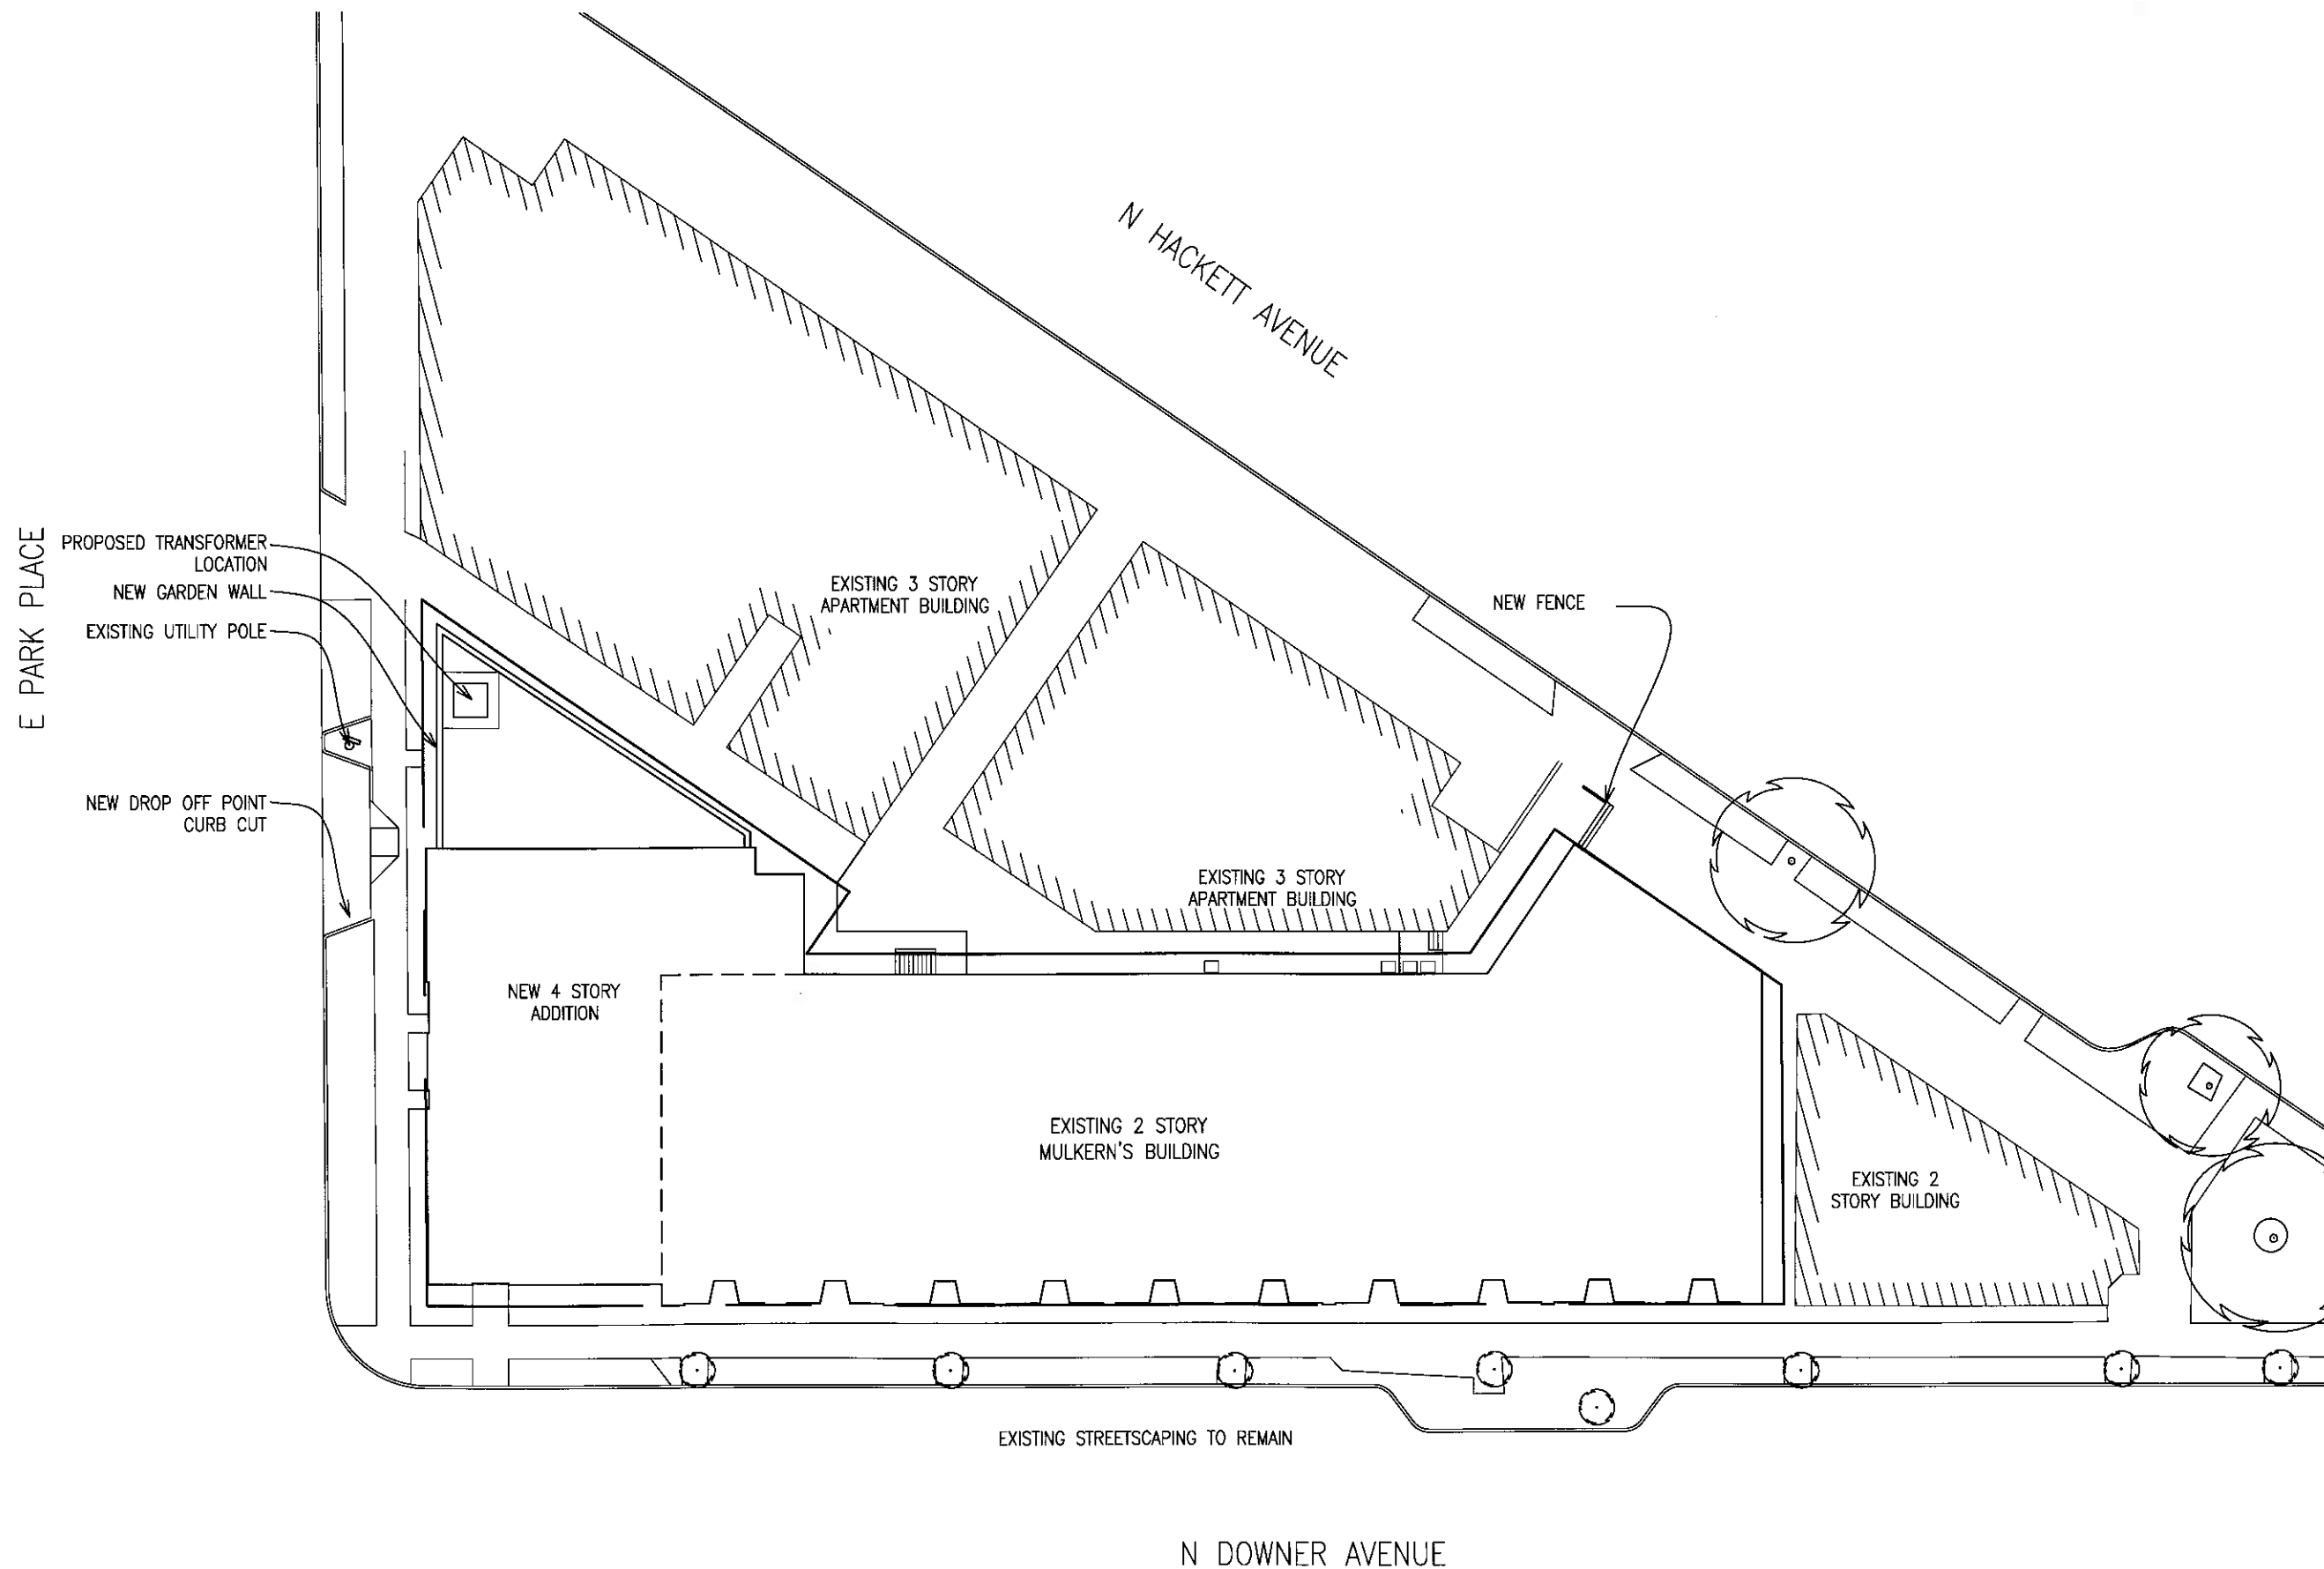 N HACKETT AVENUE
E PARK PLACE
PROPOSED TRANSFORMER
LOCATION
NEW GARDEN WALL
EXISTING UTILITY POLE
NEW DROP OFF POINT
CURB CUT
EXISTING 3 STORY
APARTMENT BUILDING
NEW FENCE
EXISTING 3 STORY
APARTMENT BUILDING
NEW 4 STORY
ADDITION
EXISTING 2 STORY
MULKERN'S BUILDING
EXISTING 2
STORY BUILDING
EXISTING STREETSCAPING TO REMAIN
N DOWNER AVENUE